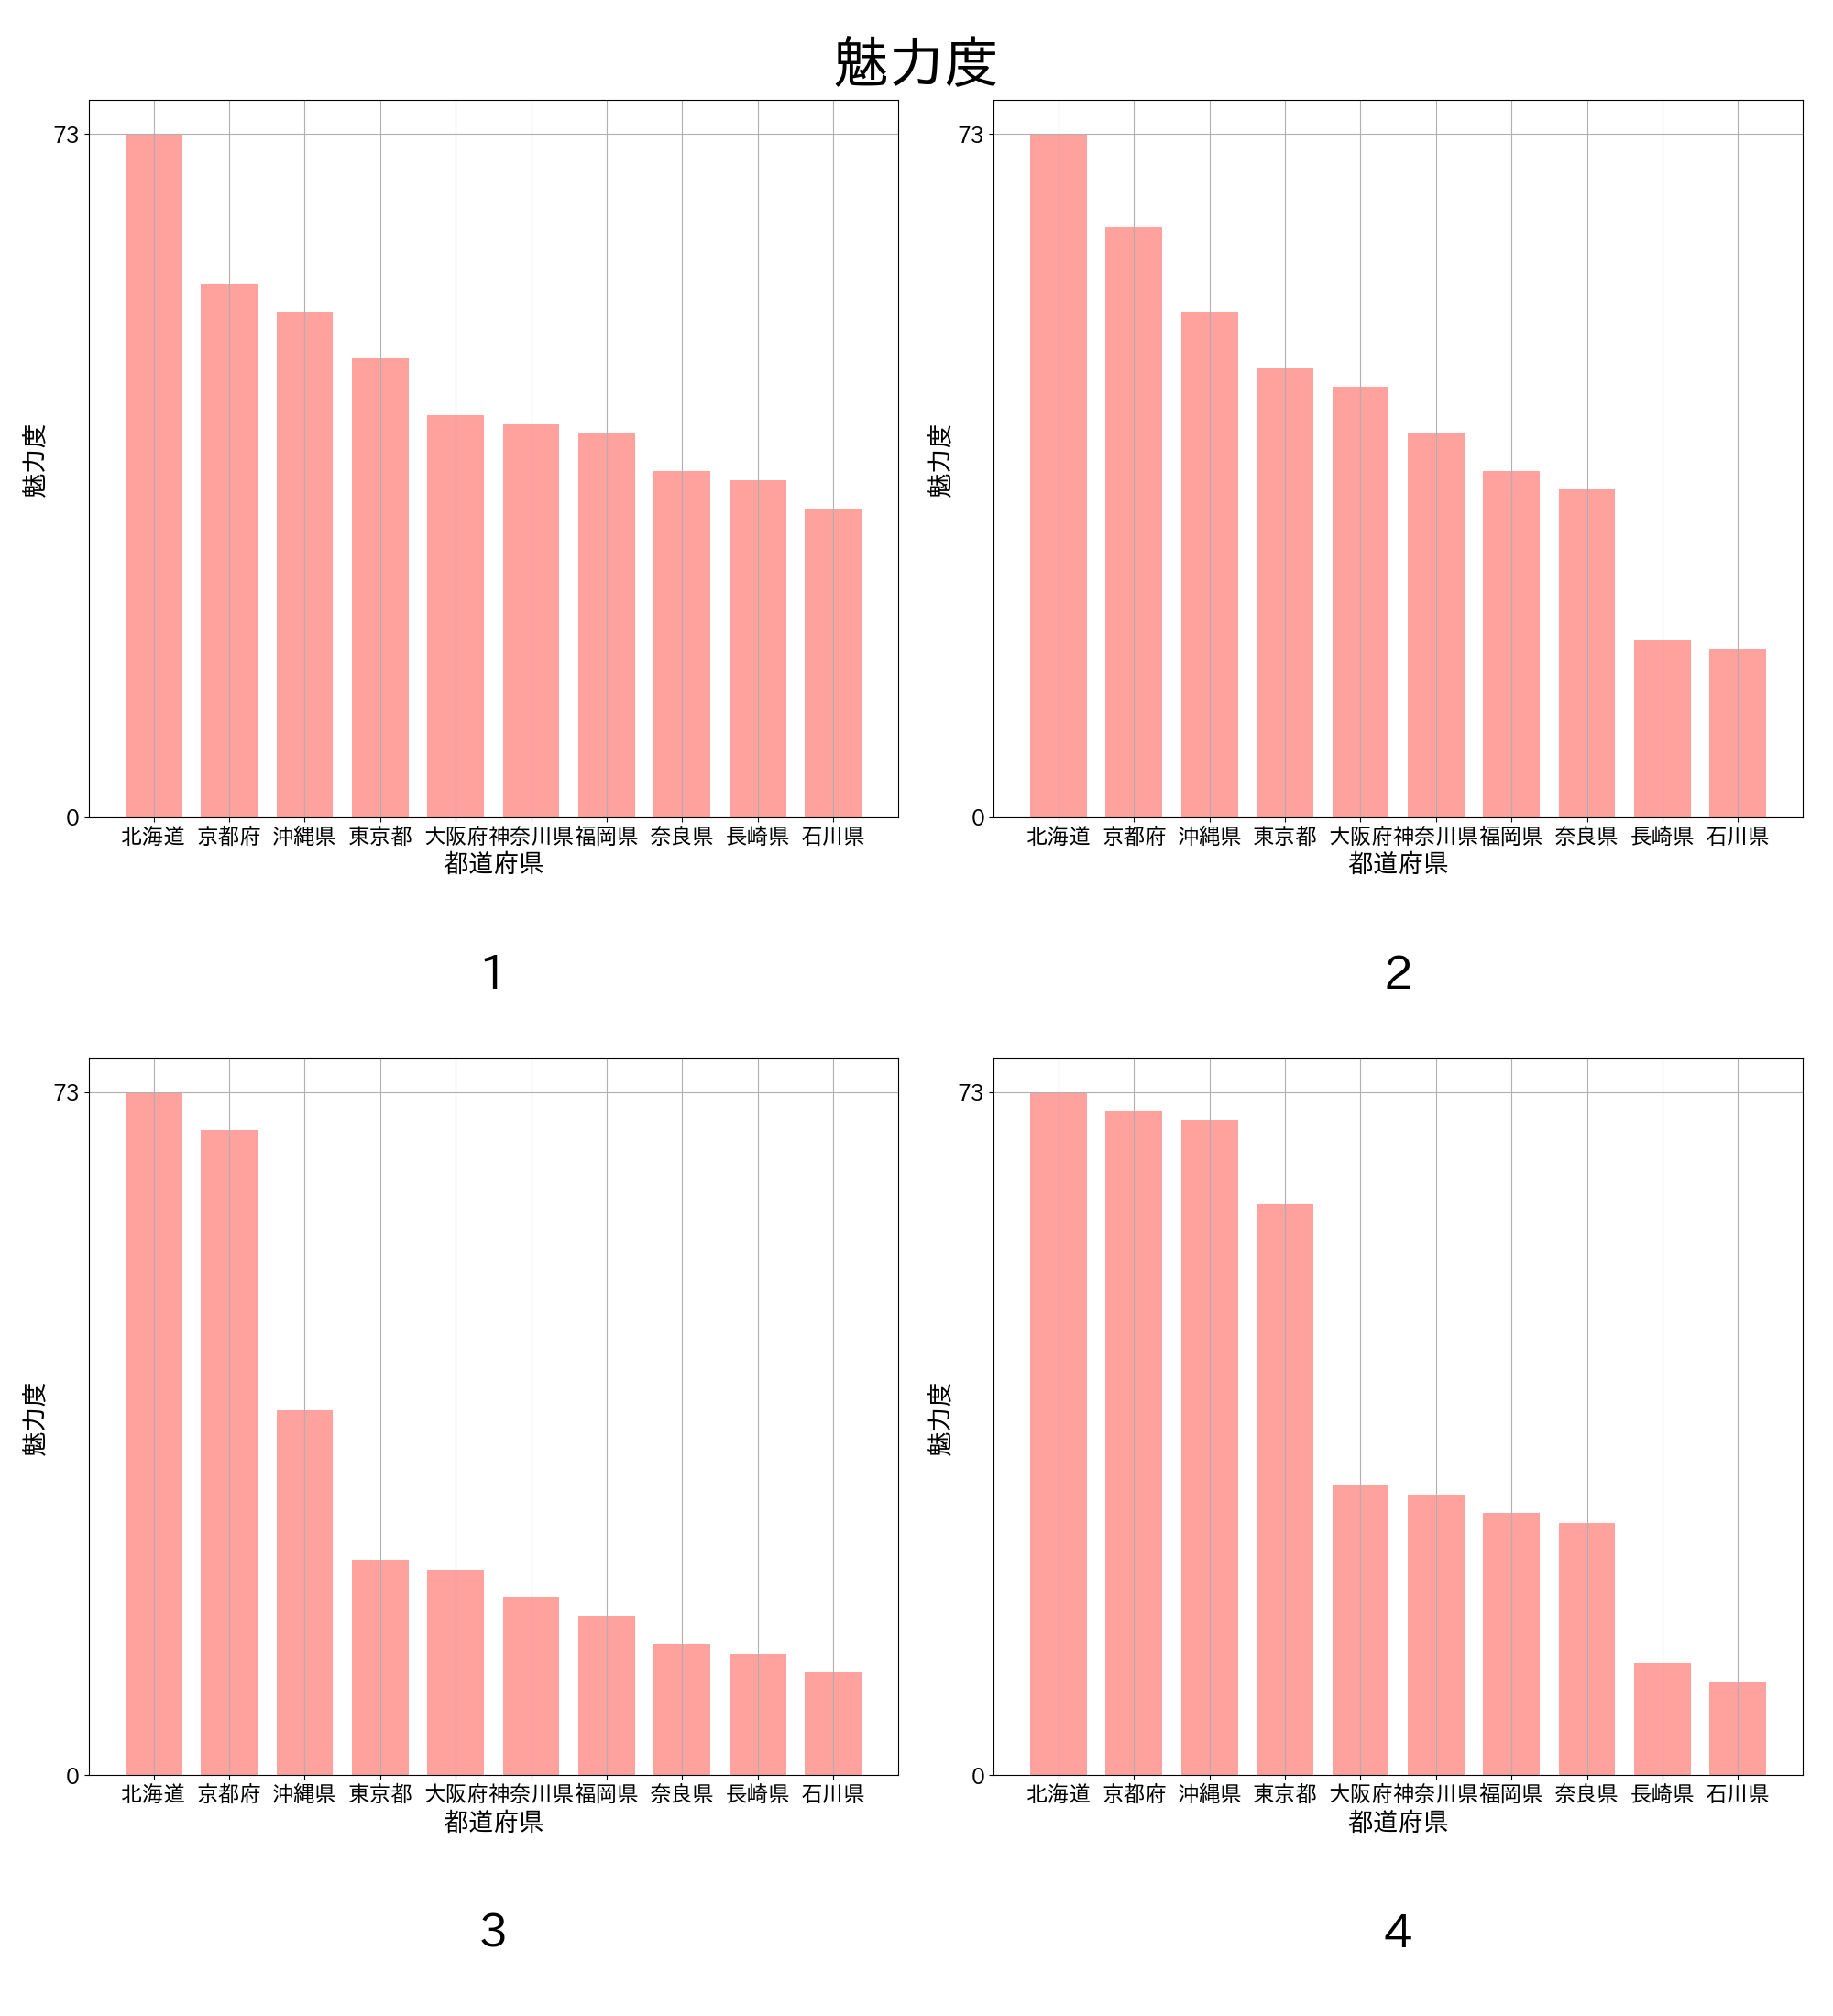 魅力度
73
0
魅力度
北海道 京都府 沖縄県 東京都 大阪府 神奈川県 福岡県 奈良県 長崎県 石川県
都道府県
1
73
0
魅力度
北海道 京都府 沖縄県 東京都 大阪府 神奈川県 福岡県 奈良県 長崎県 石川県
都道府県
2
73
0
魅力度
北海道 京都府 沖縄県 東京都 大阪府 神奈川県 福岡県 奈良県 長崎県 石川県
都道府県
3
73
0
魅力度
北海道 京都府 沖縄県 東京都 大阪府 神奈川県 福岡県 奈良県 長崎県 石川県
都道府県
4